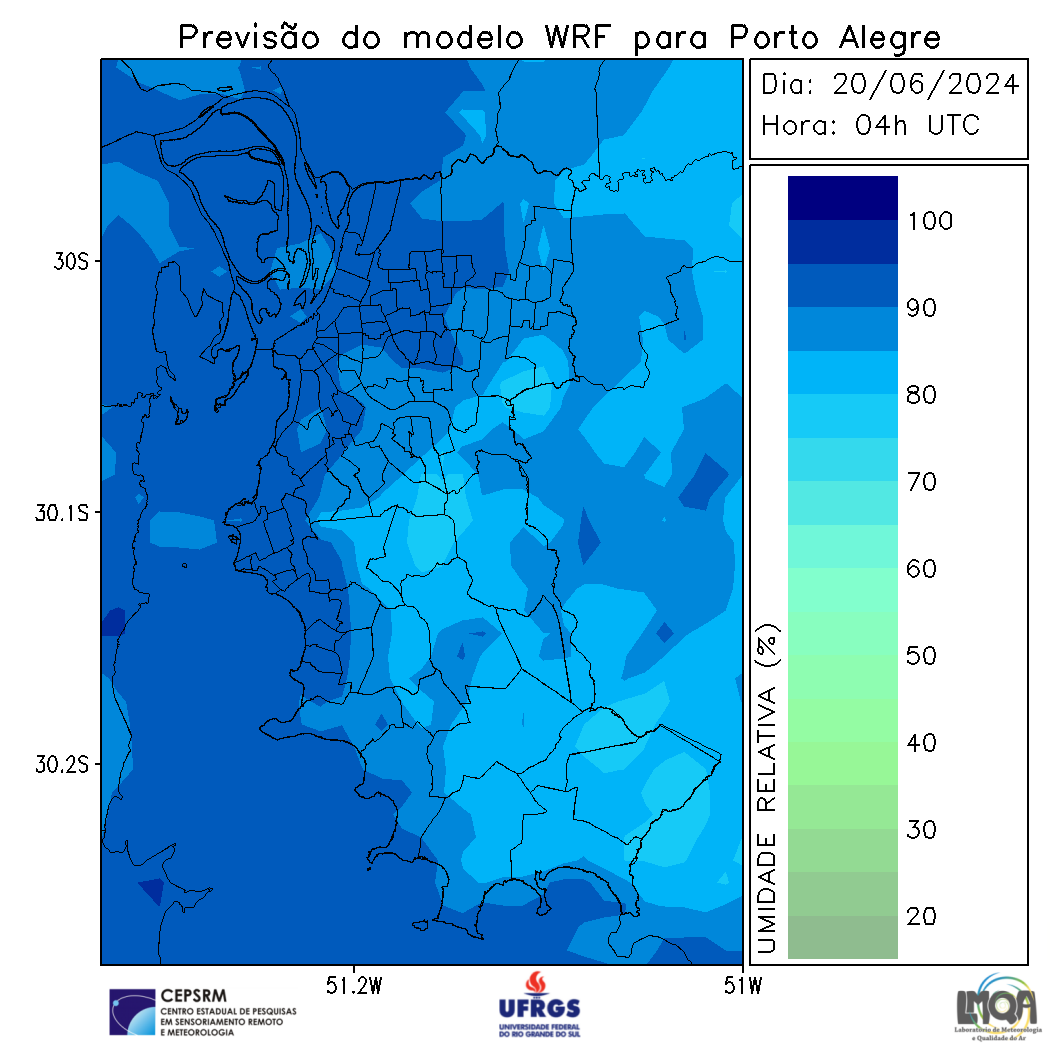 Previsão do modelo WRF para Porto Alegre
Dia: 20/06/2024
Hora: 04h UTC
30S
30.1S
30.2S
51.2W
51W
UMIDADE RELATIVA (%)
100
90
80
70
60
50
40
30
20
CEPSRM
CENTRO ESTADUAL DE PESQUISAS
EM SENSORIAMENTO REMOTO
E METEOROLOGIA
UFRGS
UNIVERSIDADE FEDERAL
DO RIO GRANDE DO SUL
LMQA
Laboratório de Meteorologia
e Qualidade do Ar